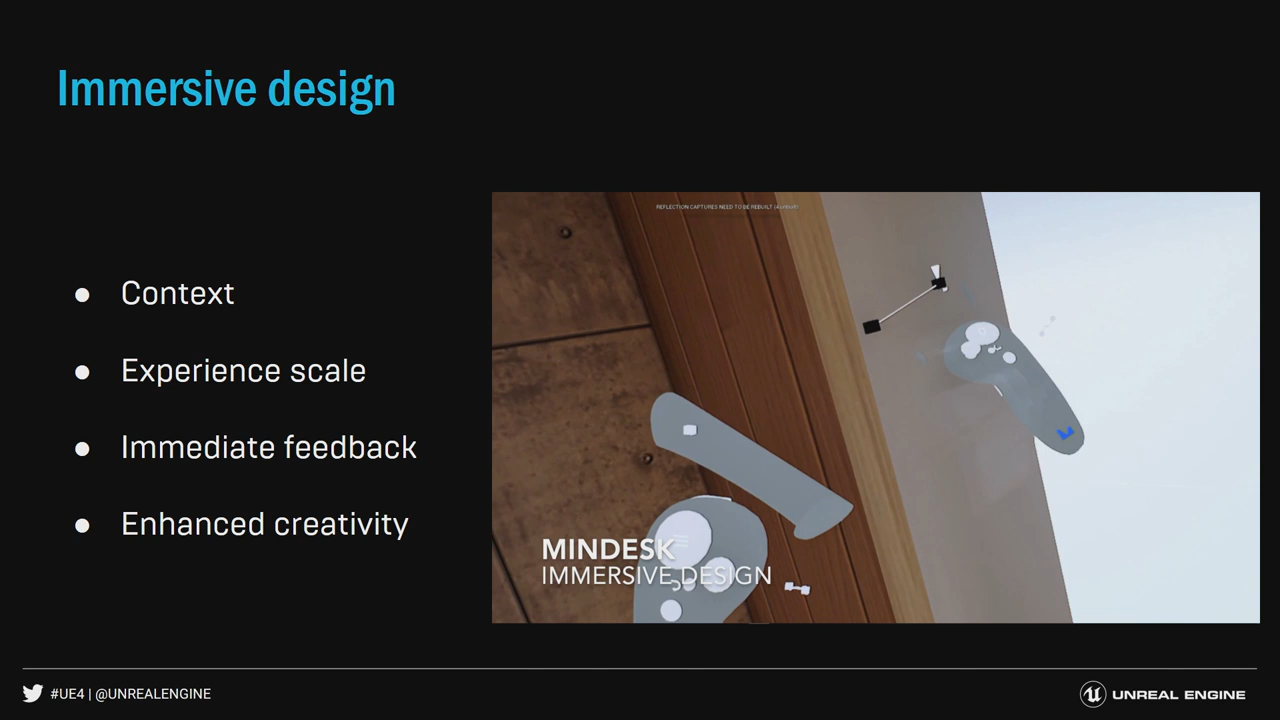 Immersive design
REFLECTION CAPTURES NEED TO BE REBUILT
● Context
● Experience scale
● Immediate feedback
● Enhanced creativity
MINDESK
IMMERSIVE DESIGN
#UE4 | @UNREALENGINE
UNREAL ENGINE